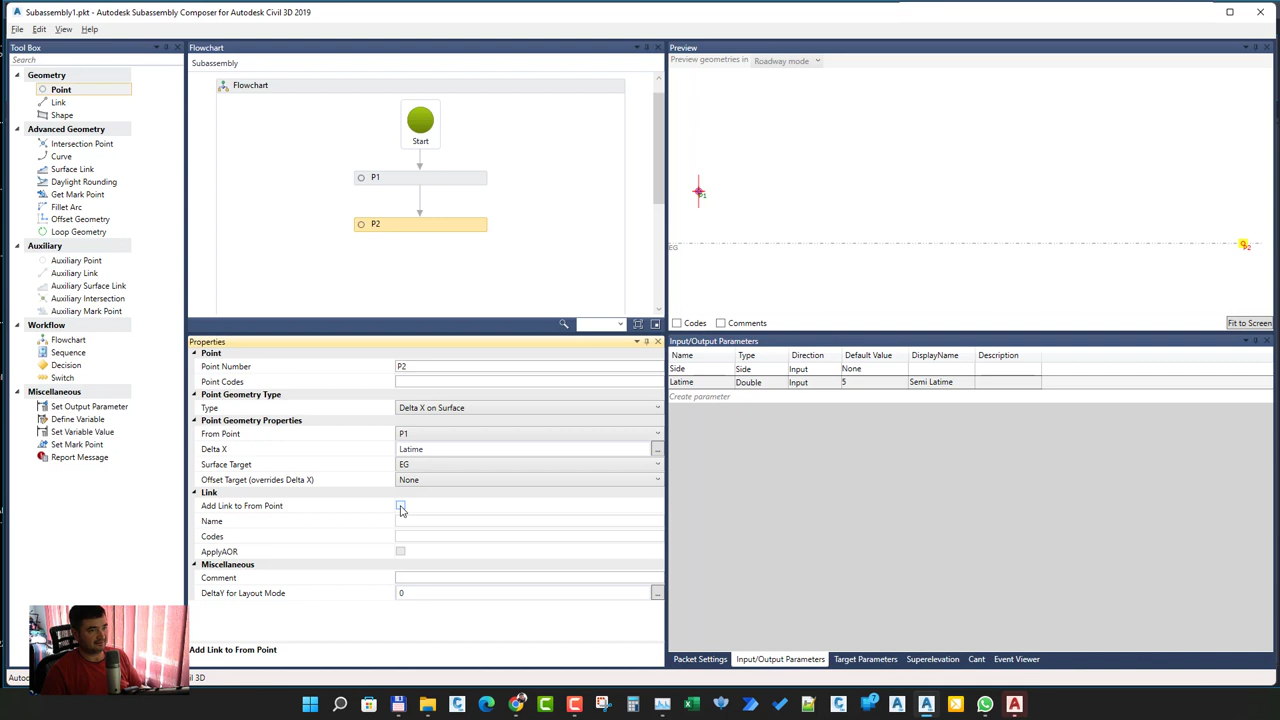 Subassembly1.pkt - Autodesk Subassembly Composer for Autodesk Civil 3D 2019
File Edit View Help
Tool Box
Search
Geometry
Point
Link
Shape
Advanced Geometry
Intersection Point
Curve
Surface Link
Daylight Rounding
Get Mark Point
Fillet Arc
Offset Geometry
Loop Geometry
Auxiliary
Auxiliary Point
Auxiliary Link
Auxiliary Surface Link
Auxiliary Intersection
Auxiliary Mark Point
Workflow
Flowchart
Sequence
Decision
Switch
Miscellaneous
Set Output Parameter
Define Variable
Set Variable Value
Set Mark Point
Report Message
Flowchart
Subassembly
Flowchart
Start
P1
P2
Properties
Point
Point Number P2
Point Codes
Point Geometry Type
Type Delta X on Surface
Point Geometry Properties
From Point P1
Delta X Latime ...
Surface Target EG
Offset Target (overrides Delta X) None
Link
Add Link to From Point
Name
Codes
ApplyAOR
Miscellaneous
Comment
DeltaY for Layout Mode 0 ...
Add Link to From Point
Preview
Preview geometries in Roadway mode
P1
EG
P2
Codes Comments Fit to Screen
Input/Output Parameters
Name Type Direction Default Value DisplayName Description
Side Side Input None
Latime Double Input 5 Semi Latime
Create parameter
Packet Settings Input/Output Parameters Target Parameters Superelevation Cant Event Viewer